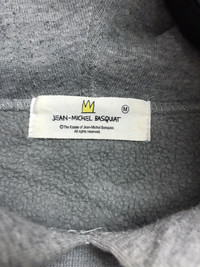 JEAN-MICHEL BASQUIAT
M
©The Estate of Jean-Michel Basquiat.
All rights reserved.